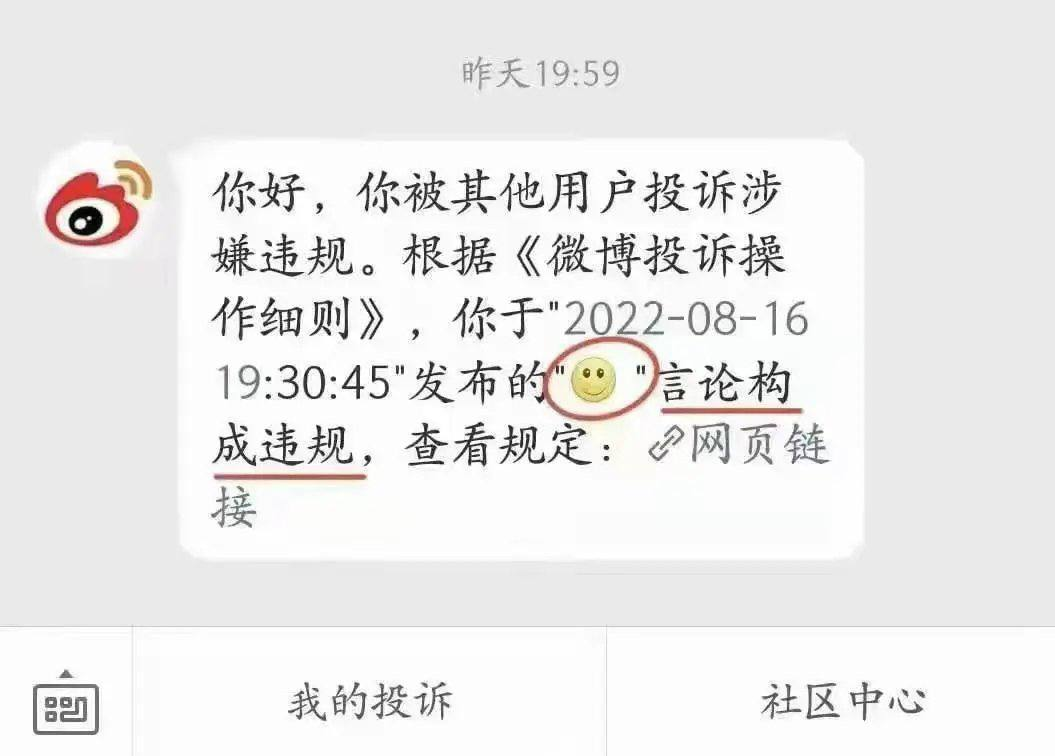 昨天19:59
你好，你被其他用户投诉涉
嫌违规。根据《微博投诉操
作细则》，你于"2022-08-16
19:30:45"发布的"🙂 "言论构
成违规，查看规定：网页链
接
我的投诉
社区中心